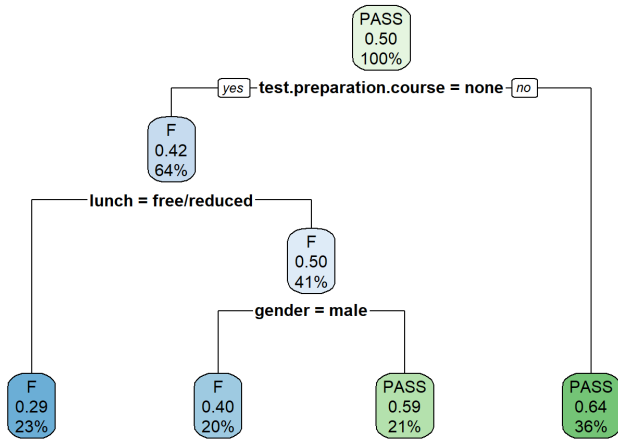 PASS
0.50
100%
yes test.preparation.course = none no
F
0.42
64%
lunch = free/reduced
F
0.50
41%
gender = male
F
0.29
23%
F
0.40
20%
PASS
0.59
21%
PASS
0.64
36%